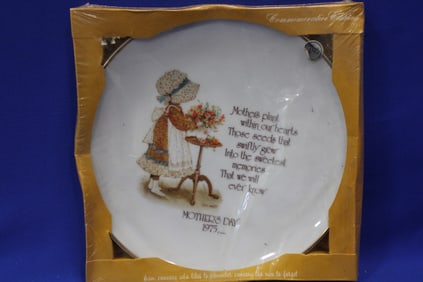 Commemorative Edition
Mothers plant
within our hearts
Those seeds that
swiftly grow
Into the sweetest
memories
That we will
ever know
MOTHERS DAY
1975...